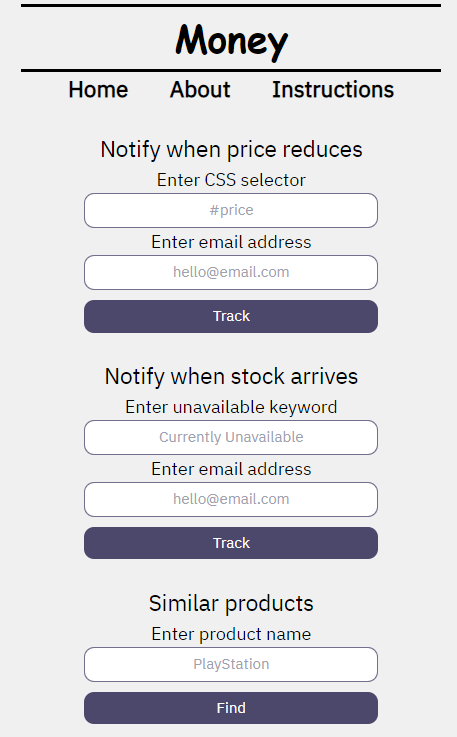 Money
Home About Instructions
Notify when price reduces
Enter CSS selector
#price
Enter email address
hello@email.com
Track
Notify when stock arrives
Enter unavailable keyword
Currently Unavailable
Enter email address
hello@email.com
Track
Similar products
Enter product name
PlayStation
Find